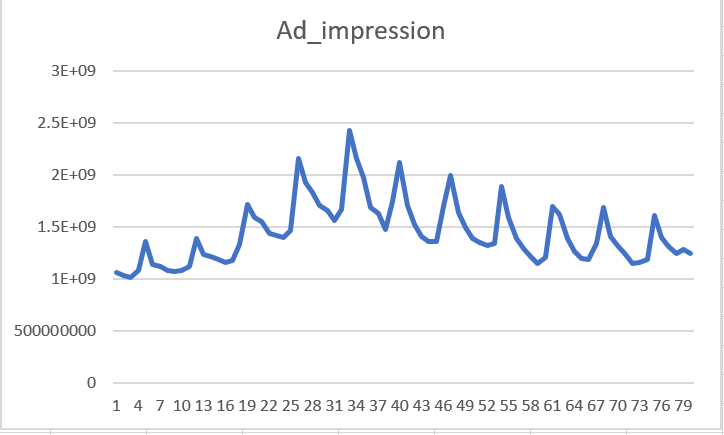 Ad_impression
3E+09
2.5E+09
2E+09
1.5E+09
1E+09
500000000
0
1 4 7 10 13 16 19 22 25 28 31 34 37 40 43 46 49 52 55 58 61 64 67 70 73 76 79